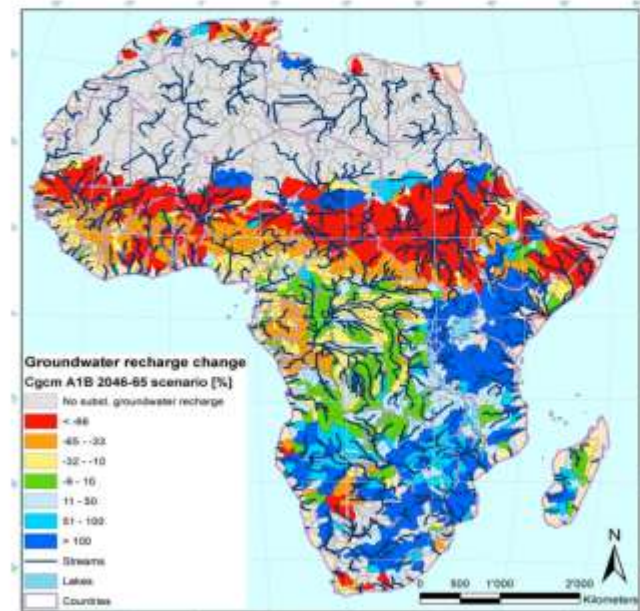 Groundwater recharge change
Cgcm A1B 2046-65 scenario [%]
No subst. groundwater recharge
< -66
-65 - -33
-32 - -10
-9 - 10
11 - 50
51 - 100
> 100
Streams
Lakes
Countries
N
0 500 1'000 2'000
Kilometers